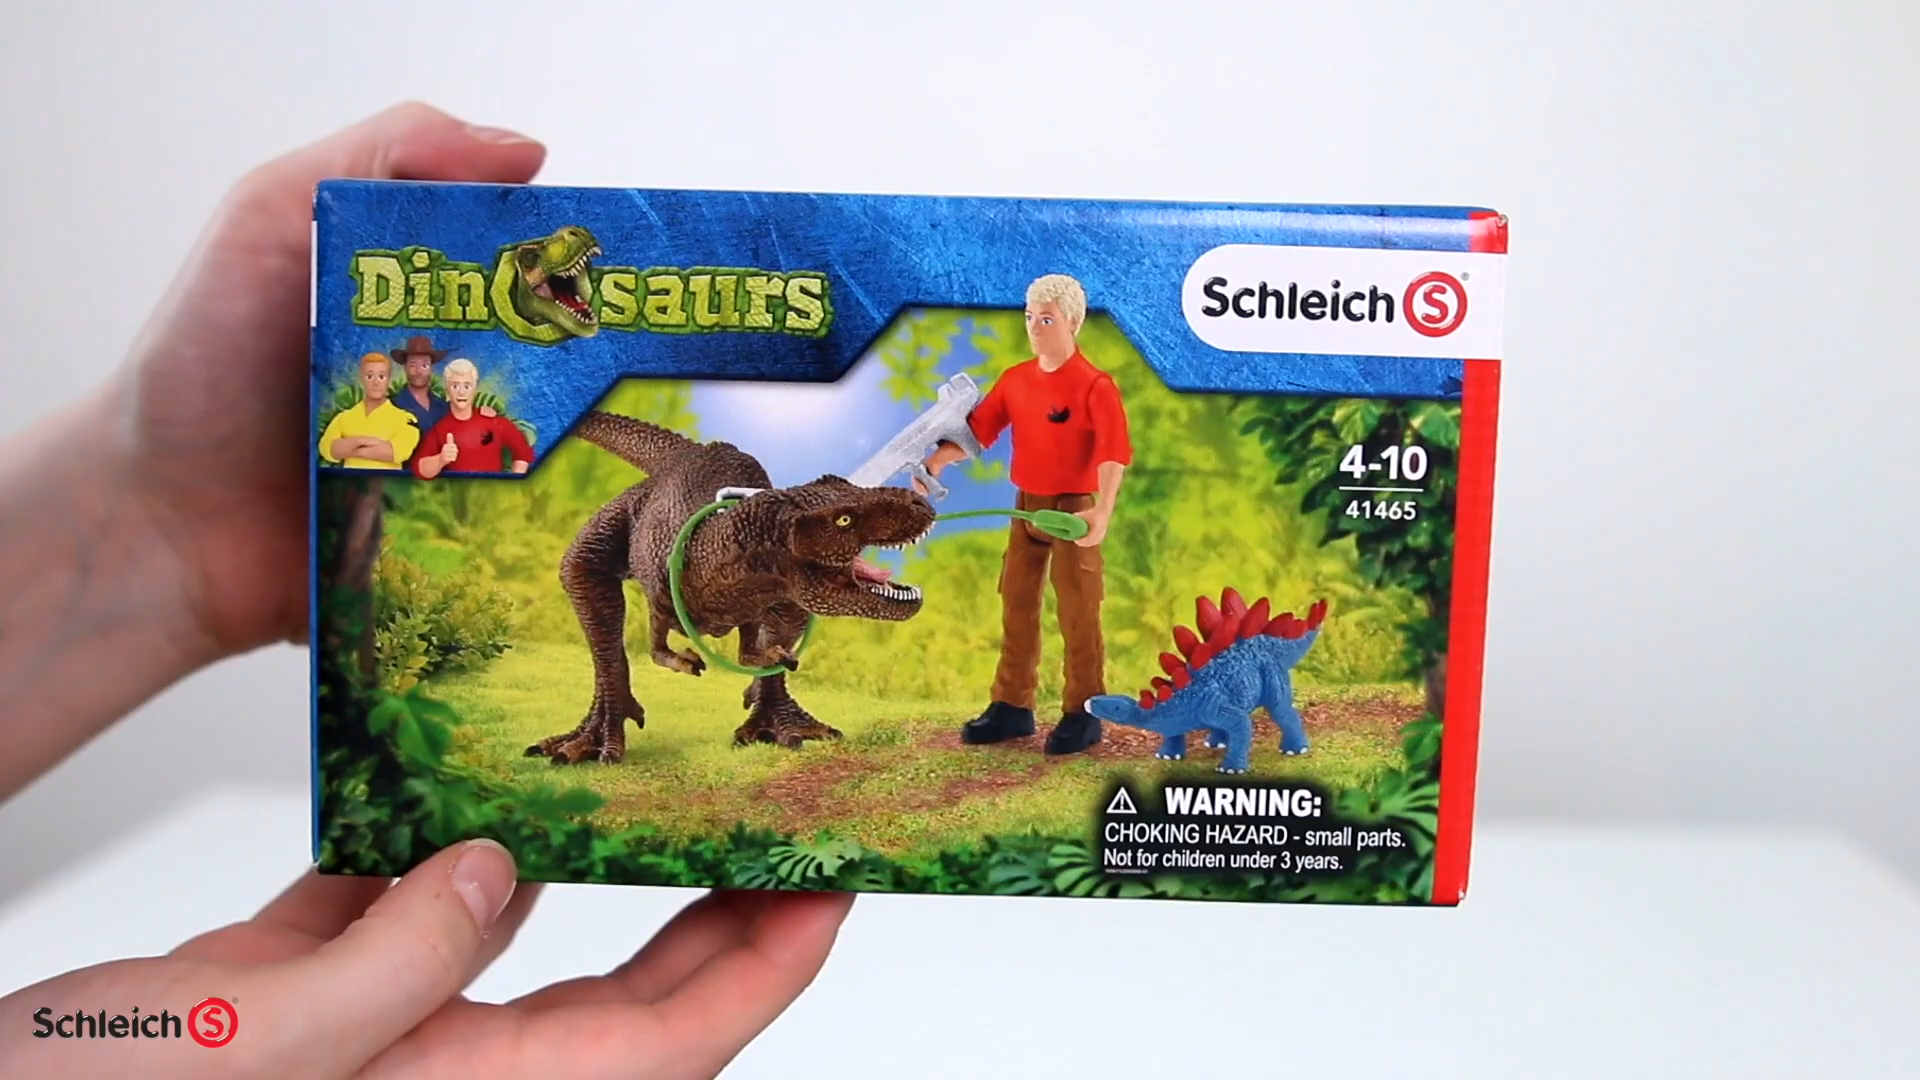 Dinosaurs
Schleich S ®
4-10
41465
⚠ WARNING:
CHOKING HAZARD - small parts.
Not for children under 3 years.
Schleich S ®